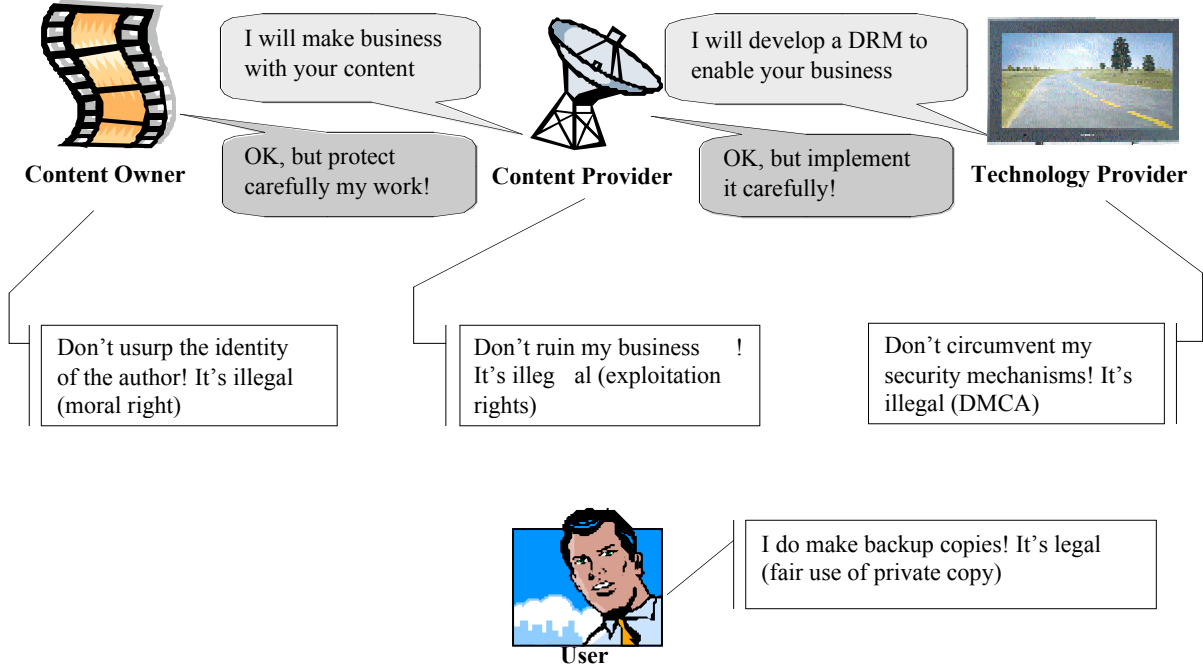 I will make business
with your content
I will develop a DRM to
enable your business
OK, but protect
carefully my work!
OK, but implement
it carefully!
Content Owner
Content Provider
Technology Provider
Don’t usurp the identity
of the author! It’s illegal
(moral right)
Don’t ruin my business !
It’s illeg al (exploitation
rights)
Don’t circumvent my
security mechanisms! It’s
illegal (DMCA)
I do make backup copies! It’s legal
(fair use of private copy)
User